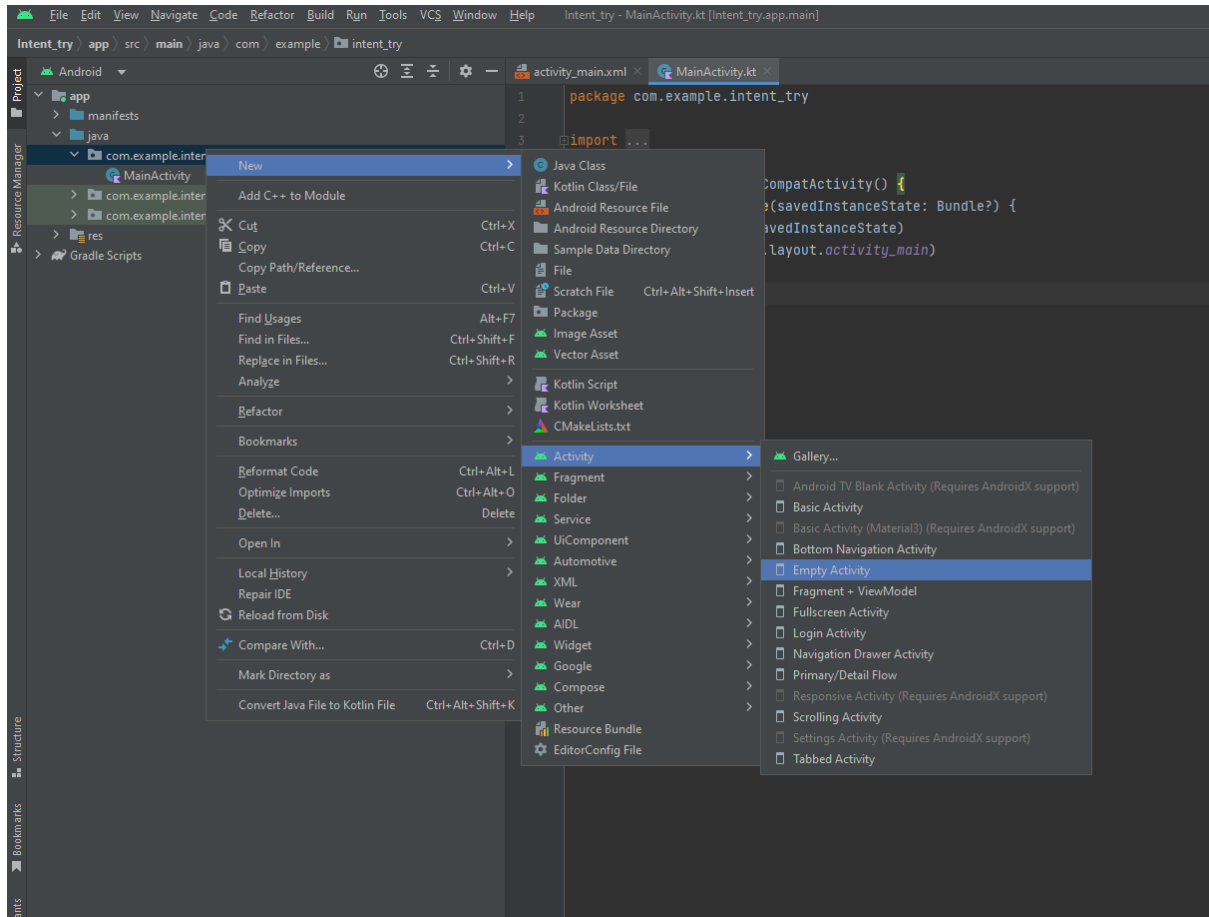 File Edit View Navigate Code Refactor Build Run Tools VCS Window Help Intent_try - MainActivity.kt [Intent_try.app.main]
Intent_try app src main java com example intent_try
Project
Android
activity_main.xml
MainActivity.kt
app
manifests
java
com.example.inter
MainActivity
com.example.inter
com.example.inter
res
Gradle Scripts
Resource Manager
Structure
Bookmarks
ants
1 package com.example.intent_try
2
3 import ...
CompatActivity() {
(savedInstanceState: Bundle?) {
avedInstanceState)
.layout.activity_main)
New
Add C++ to Module
Cut Ctrl+X
Copy Ctrl+C
Copy Path/Reference...
Paste Ctrl+V
Find Usages Alt+F7
Find in Files... Ctrl+Shift+F
Replace in Files... Ctrl+Shift+R
Analyze
Refactor
Bookmarks
Reformat Code Ctrl+Alt+L
Optimize Imports Ctrl+Alt+O
Delete... Delete
Open In
Local History
Repair IDE
Reload from Disk
Compare With... Ctrl+D
Mark Directory as
Convert Java File to Kotlin File Ctrl+Alt+Shift+K
Java Class
Kotlin Class/File
Android Resource File
Android Resource Directory
Sample Data Directory
File
Scratch File Ctrl+Alt+Shift+Insert
Package
Image Asset
Vector Asset
Kotlin Script
Kotlin Worksheet
CMakeLists.txt
Activity
Fragment
Folder
Service
UiComponent
Automotive
XML
Wear
AIDL
Widget
Google
Compose
Other
Resource Bundle
EditorConfig File
Gallery...
Android TV Blank Activity (Requires AndroidX support)
Basic Activity
Basic Activity (Material3) (Requires AndroidX support)
Bottom Navigation Activity
Empty Activity
Fragment + ViewModel
Fullscreen Activity
Login Activity
Navigation Drawer Activity
Primary/Detail Flow
Responsive Activity (Requires AndroidX support)
Scrolling Activity
Settings Activity (Requires AndroidX support)
Tabbed Activity